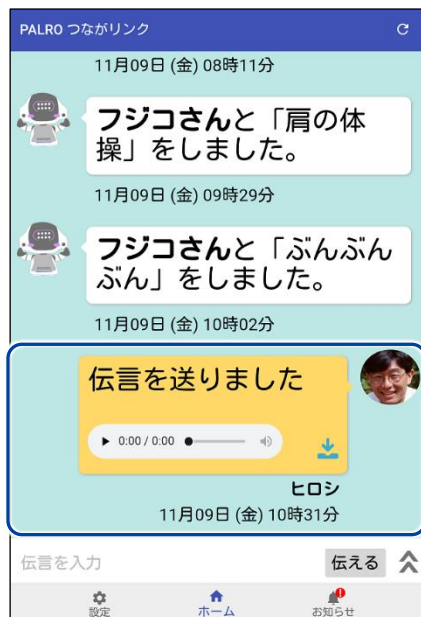 PALRO つながリンク
11月09日 (金) 08時11分
フジコさんと「肩の体
操」をしました。
11月09日 (金) 09時29分
フジコさんと「ぶんぶん
ぶん」をしました。
11月09日 (金) 10時02分
伝言を送りました
0:00 / 0:00
ヒロシ
11月09日 (金) 10時31分
伝言を入力
伝える
設定
ホーム
お知らせ